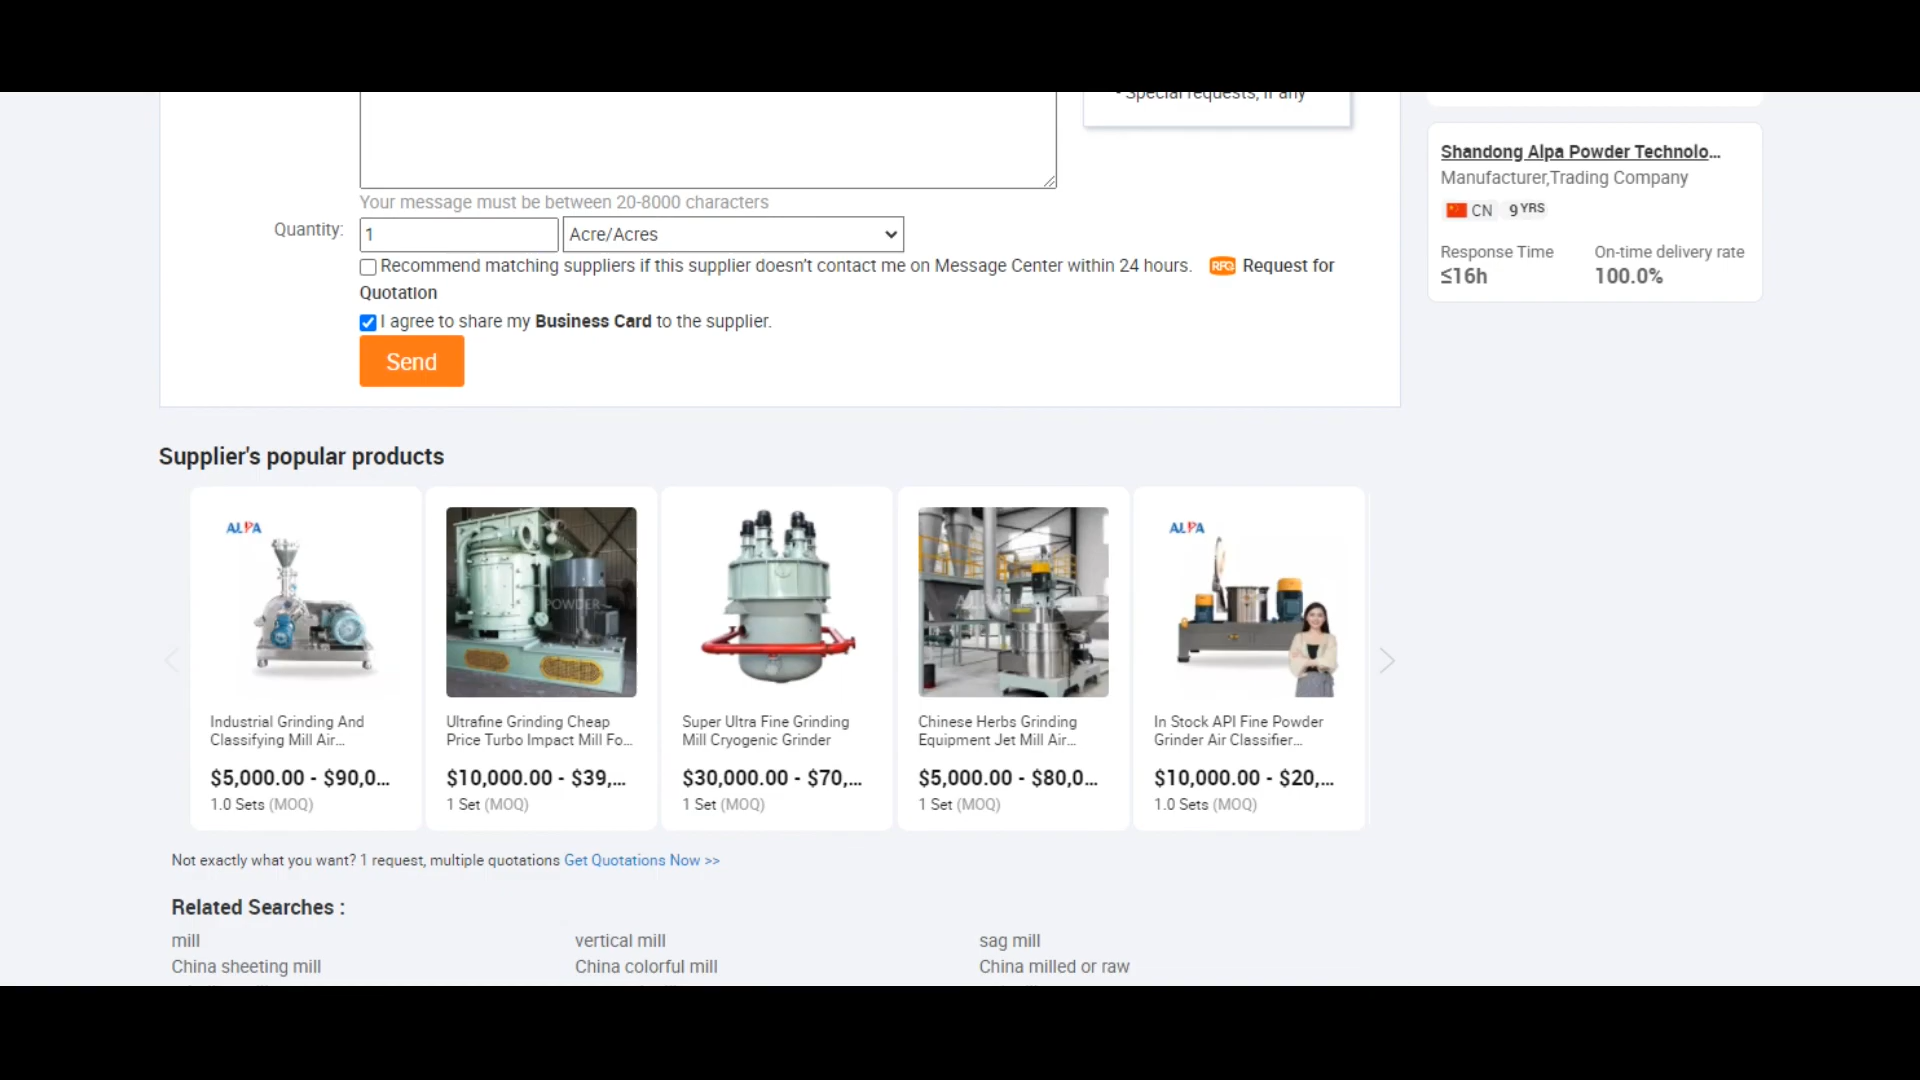 - Special requests, if any
Your message must be between 20-8000 characters
Quantity:
1
Acre/Acres
Recommend matching suppliers if this supplier doesn't contact me on Message Center within 24 hours. RFQ Request for
Quotation
I agree to share my Business Card to the supplier.
Send
Shandong Alpa Powder Technolo...
Manufacturer,Trading Company
CN 9 YRS
Response Time
≤16h
On-time delivery rate
100.0%
Supplier's popular products
ALPA
Industrial Grinding And
Classifying Mill Air...
$5,000.00 - $90,0...
1.0 Sets (MOQ)
POWDER
Ultrafine Grinding Cheap
Price Turbo Impact Mill Fo...
$10,000.00 - $39,...
1 Set (MOQ)
Super Ultra Fine Grinding
Mill Cryogenic Grinder
$30,000.00 - $70,...
1 Set (MOQ)
Chinese Herbs Grinding
Equipment Jet Mill Air...
$5,000.00 - $80,0...
1 Set (MOQ)
ALPA
In Stock API Fine Powder
Grinder Air Classifier...
$10,000.00 - $20,...
1.0 Sets (MOQ)
Not exactly what you want? 1 request, multiple quotations Get Quotations Now >>
Related Searches :
mill
vertical mill
sag mill
China sheeting mill
China colorful mill
China milled or raw